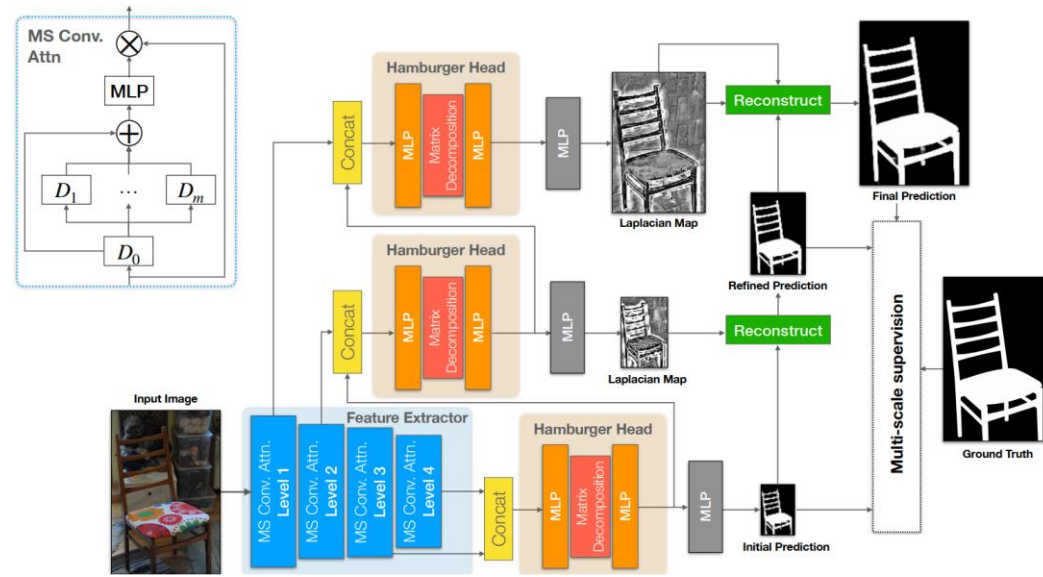 MS Conv.
Attn
MLP
D₁
...
Dₘ
D₀
Hamburger Head
Concat
MLP
Matrix
Decomposition
MLP
MLP
Laplacian Map
Reconstruct
Final Prediction
Hamburger Head
Concat
MLP
Matrix
Decomposition
MLP
MLP
Laplacian Map
Refined Prediction
Reconstruct
Multi-scale supervision
Ground Truth
Input Image
Feature Extractor
MS Conv. Attn.
Level 1
MS Conv. Attn.
Level 2
MS Conv. Attn.
Level 3
MS Conv. Attn.
Level 4
Concat
Hamburger Head
MLP
Matrix
Decomposition
MLP
MLP
Initial Prediction